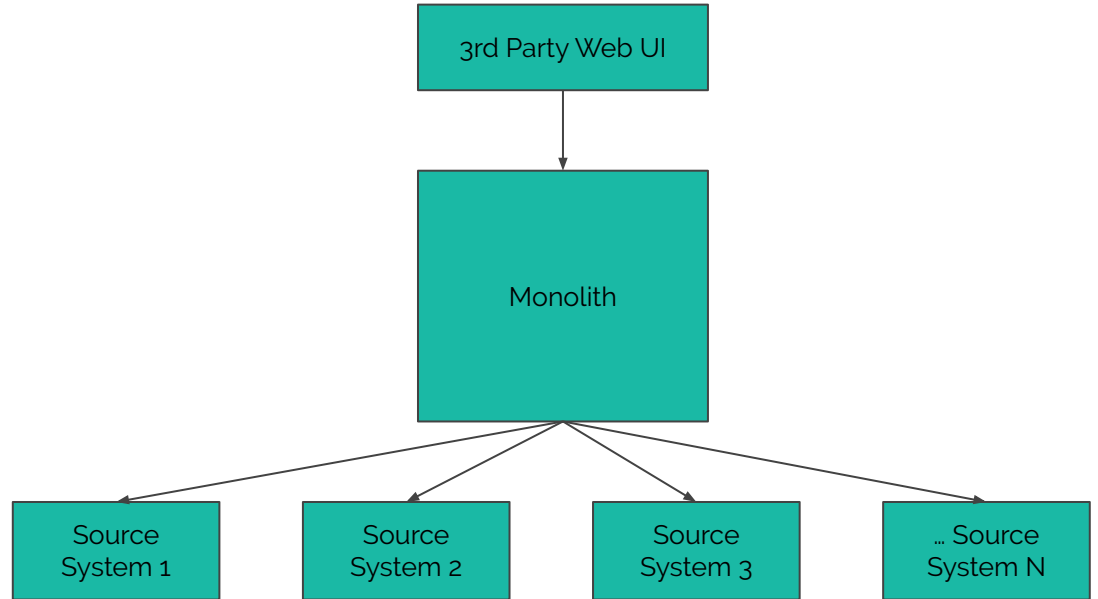 3rd Party Web UI
Monolith
Source
System 1
Source
System 2
Source
System 3
... Source
System N